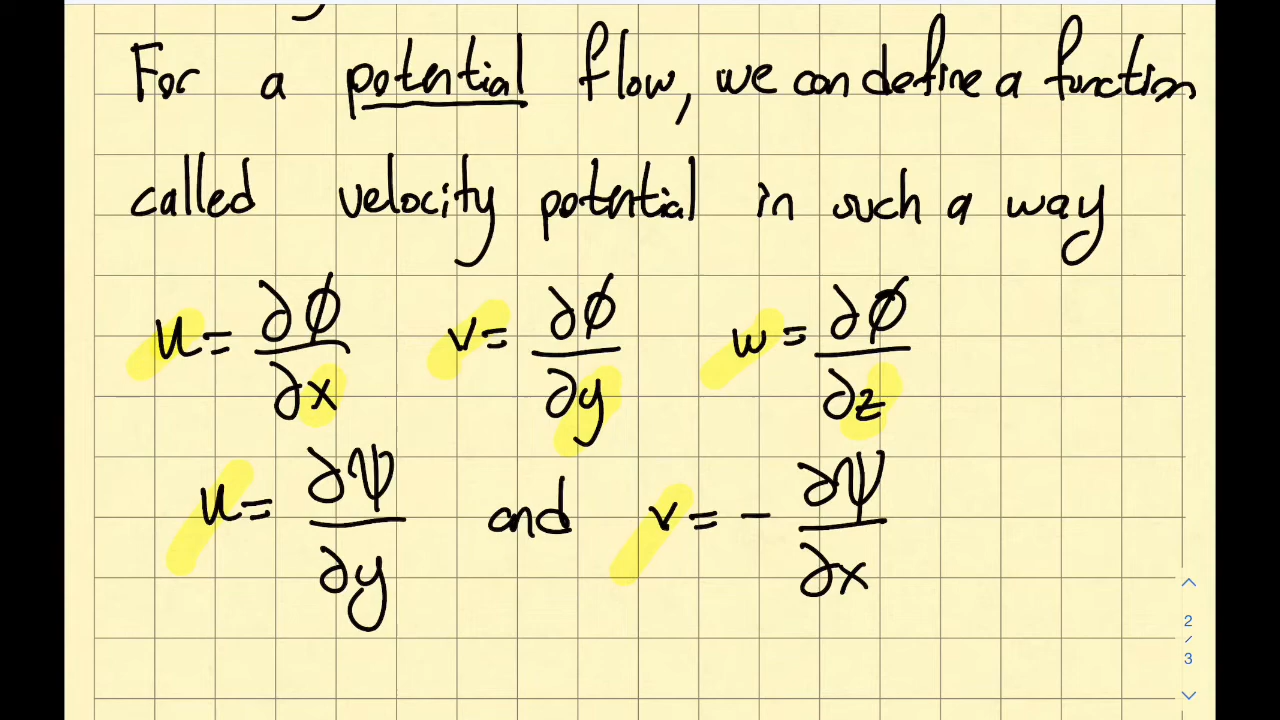 For a potential flow, we can define a function
called velocity potential in such a way
u = ∂ϕ/∂x v = ∂ϕ/∂y w = ∂ϕ/∂z
u = ∂ψ/∂y and v = - ∂ψ/∂x
2
/
3